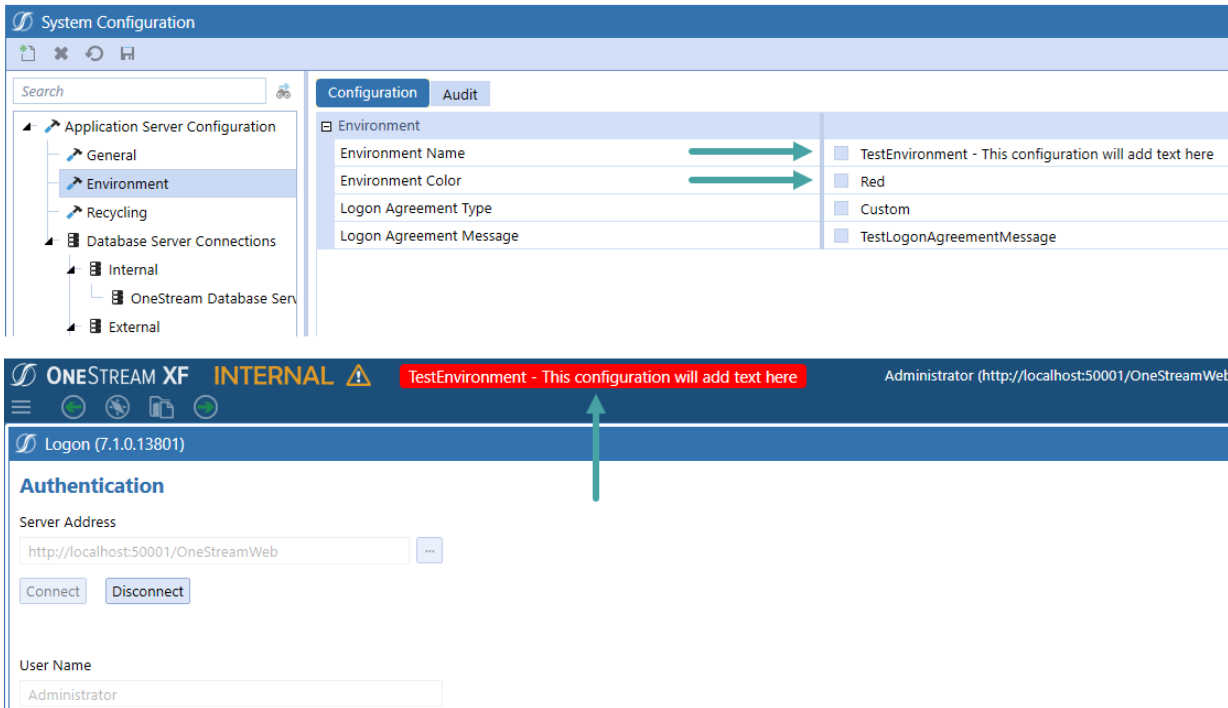 System Configuration
Search
Configuration
Audit
Application Server Configuration
General
Environment
Recycling
Database Server Connections
Internal
OneStream Database Serv
External
Environment
Environment Name
TestEnvironment - This configuration will add text here
Environment Color
Red
Logon Agreement Type
Custom
Logon Agreement Message
TestLogonAgreementMessage
ONESTREAM XF INTERNAL
TestEnvironment - This configuration will add text here
Administrator (http://localhost:50001/OneStreamWeb
Logon (7.1.0.13801)
Authentication
Server Address
http://localhost:50001/OneStreamWeb
...
Connect
Disconnect
User Name
Administrator